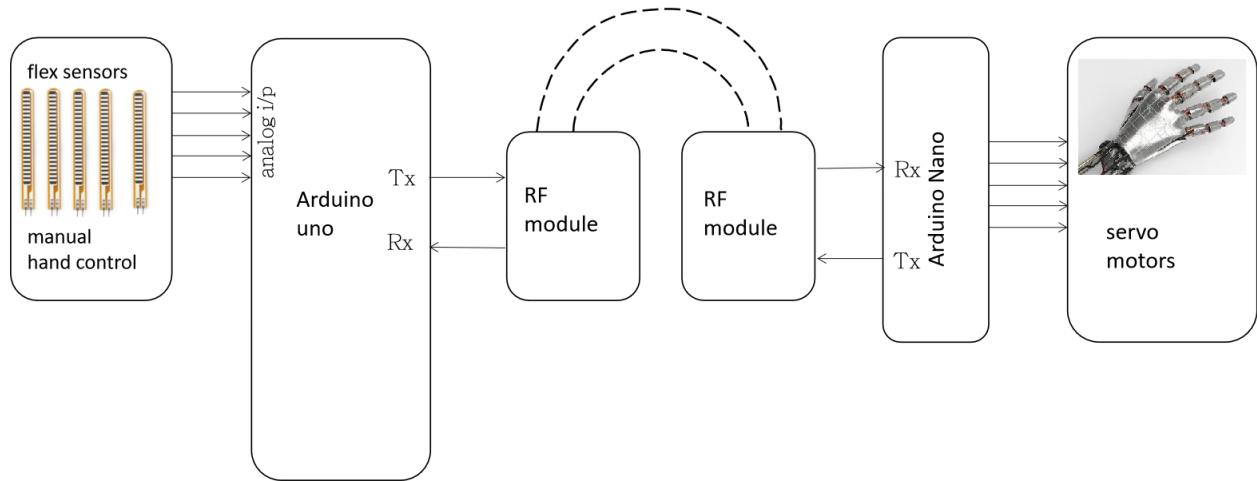 flex sensors
manual
hand control
analog i/p
Arduino
uno
Tx
Rx
RF
module
RF
module
Rx
Tx
Arduino Nano
servo
motors